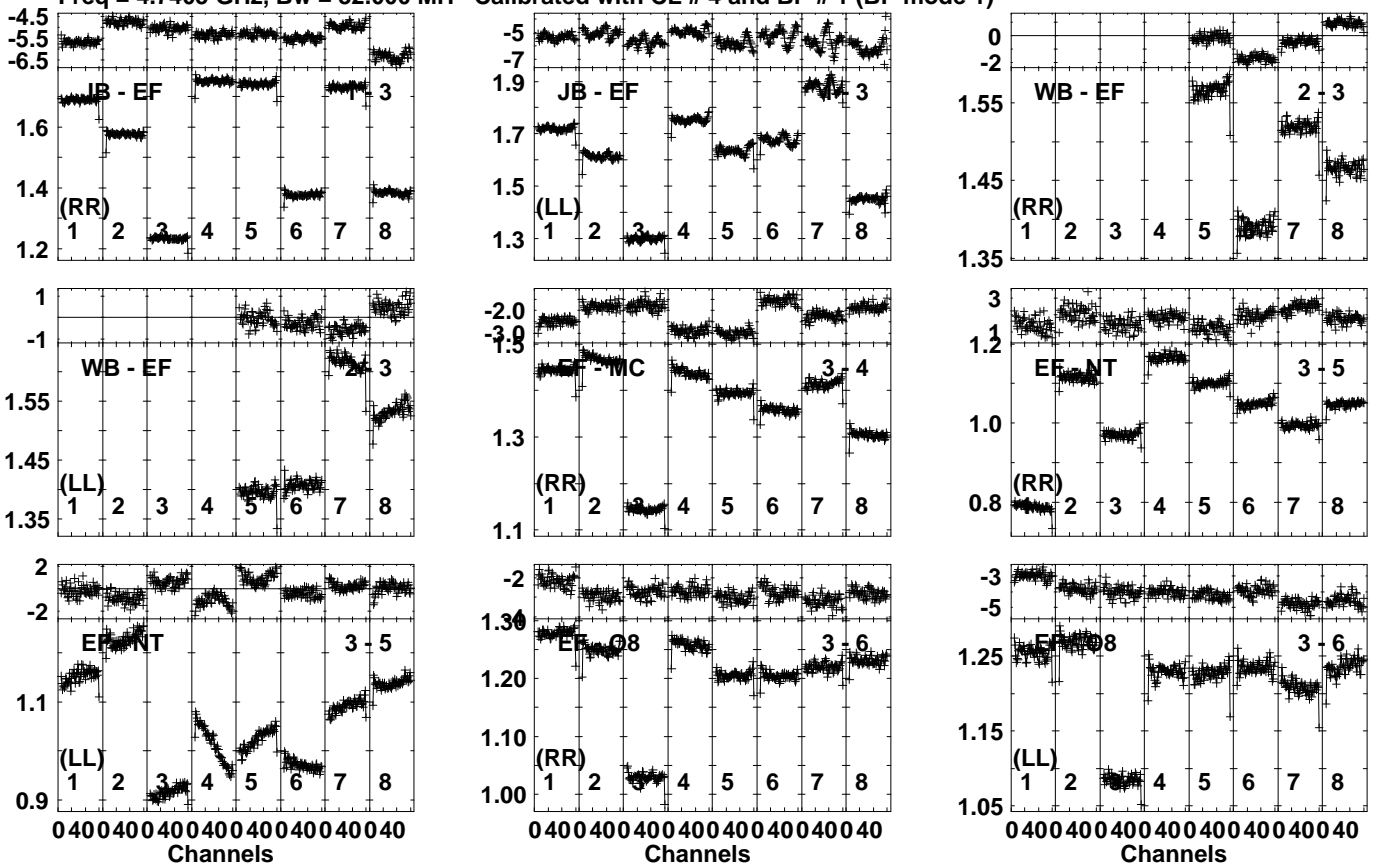 Freq = 4.7405 GHz, Bw = 32.000 MH Calibrated with CL # 4 and BP # 1 (BP mode 1)
-4.5
-5.5
-6.5
JB - EF 1 - 3
1.6
1.4
1.2
(RR)
1 2 3 4 5 6 7 8
-5
-7
1.9
JB - EF 1 - 3
1.7
1.5
1.3
(LL)
1 2 3 4 5 6 7 8
0
-2
WB - EF 2 - 3
1.55
1.45
1.35
(RR)
1 2 3 4 5 6 7 8
1
-1
WB - EF 2 - 3
1.55
1.45
1.35
(LL)
1 2 3 4 5 6 7 8
-2.0
-3.0
1.5
EF - MC 3 - 4
1.3
1.1
(RR)
1 2 3 4 5 6 7 8
3
1
1.2
EF - NT 3 - 5
1.0
0.8
(RR)
1 2 3 4 5 6 7 8
2
-2
EF - NT 3 - 5
1.1
0.9
(LL)
1 2 3 4 5 6 7 8
0 40 0 40 0 40 0 40 0 40 0 40 0 40 0 40
Channels
-2
-4
1.30
EF - O8 3 - 6
1.20
1.10
1.00
(RR)
1 2 3 4 5 6 7 8
0 40 0 40 0 40 0 40 0 40 0 40 0 40 0 40
Channels
-3
-5
EF - O8 3 - 6
1.25
1.15
1.05
(LL)
1 2 3 4 5 6 7 8
0 40 0 40 0 40 0 40 0 40 0 40 0 40 0 40
Channels